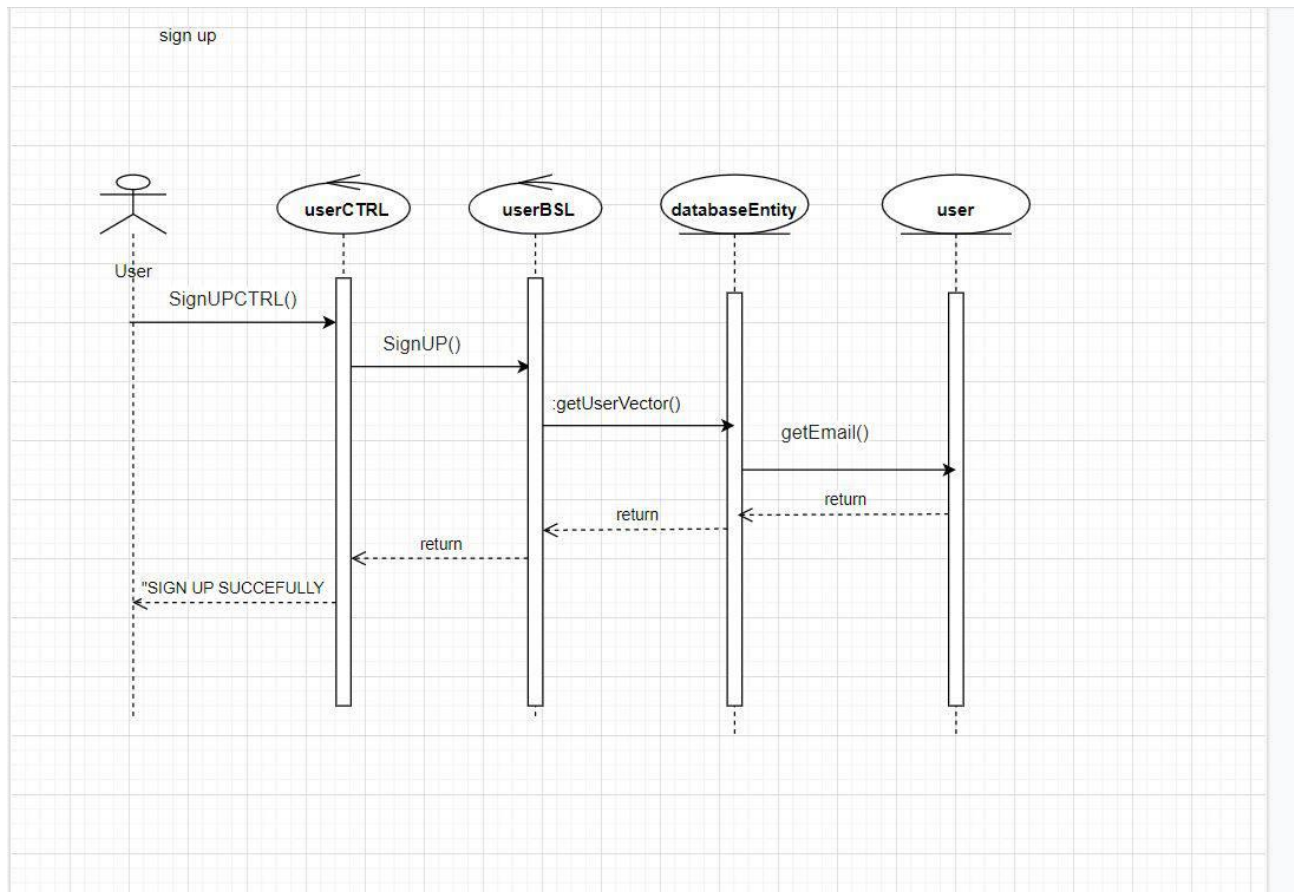 sign up
userCTRL
userBSL
databaseEntity
user
User
SignUPCTRL()
SignUP()
:getUserVector()
getEmail()
return
return
return
"SIGN UP SUCCEFULLY